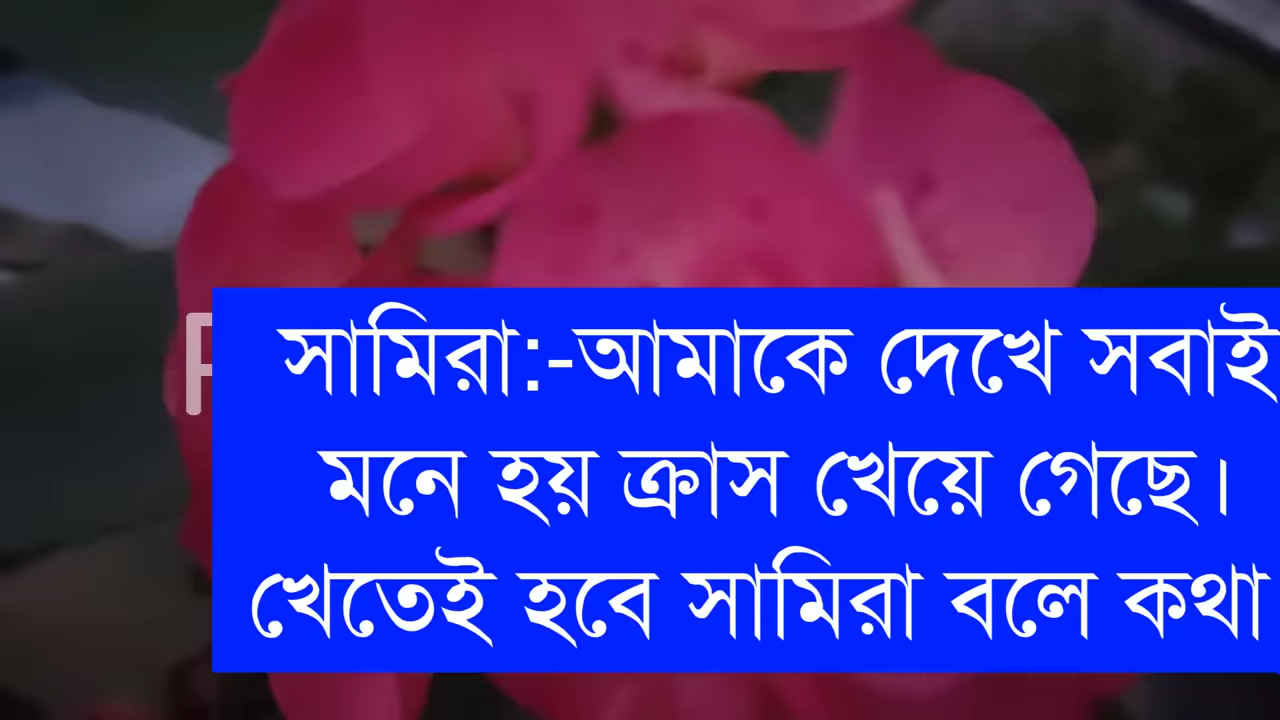 সামিরা:-আমাকে দেখে সবাই
মনে হয় ক্রাস খেয়ে গেছে।
খেতেই হবে সামিরা বলে কথা